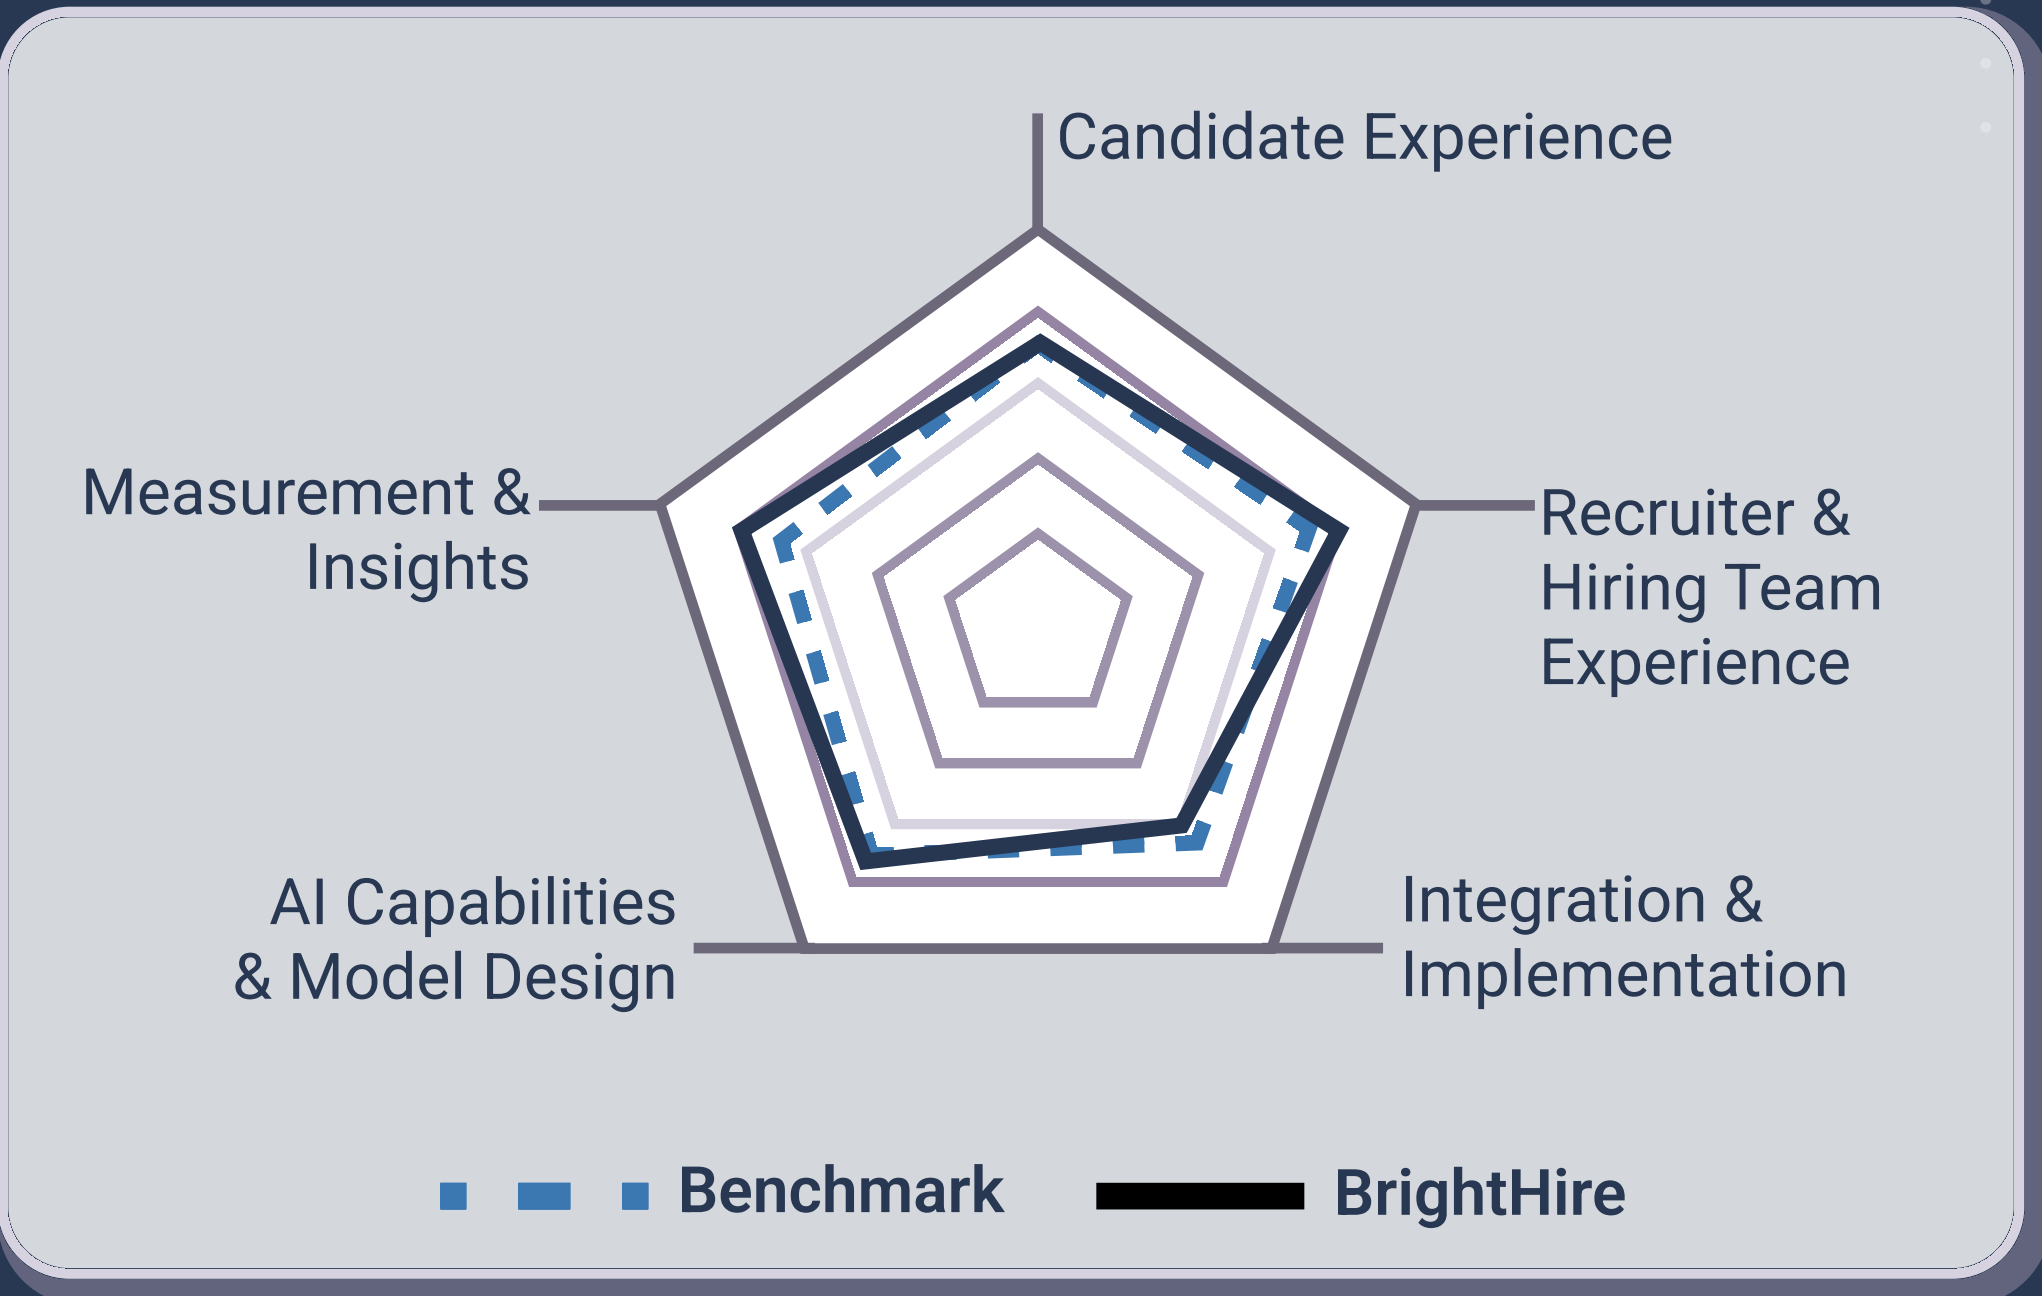 Candidate Experience
Measurement &
Insights
Recruiter &
Hiring Team
Experience
AI Capabilities
& Model Design
Integration &
Implementation
Benchmark
BrightHire